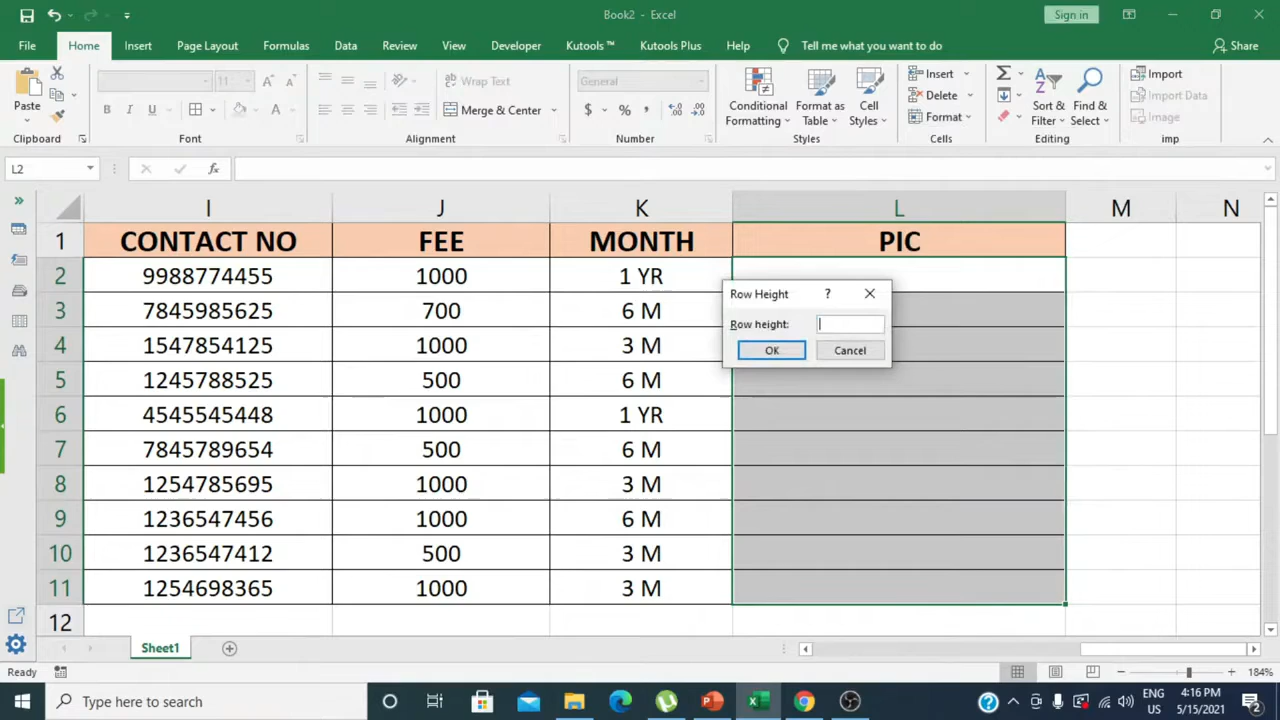 Book2 - Excel
Sign in
File Home Insert Page Layout Formulas Data Review View Developer Kutools ™ Kutools Plus Help Tell me what you want to do Share
Paste
11
B I U A
Wrap Text
Merge & Center
General
$ % ,
Conditional Formatting
Format as Table
Cell Styles
Insert
Delete
Format
Sort & Filter
Find & Select
Import
Import Data
Image
Clipboard Font Alignment Number Styles Cells Editing imp
L2 fx
I J K L M N
1 CONTACT NO FEE MONTH PIC
2 9988774455 1000 1 YR
3 7845985625 700 6 M
4 1547854125 1000 3 M
5 1245788525 500 6 M
6 4545545448 1000 1 YR
7 7845789654 500 6 M
8 1254785695 1000 3 M
9 1236547456 1000 6 M
10 1236547412 500 3 M
11 1254698365 1000 3 M
12
Row Height ?
Row height:
OK Cancel
Sheet1
Ready 184%
Type here to search
ENG
US
4:16 PM
5/15/2021
2